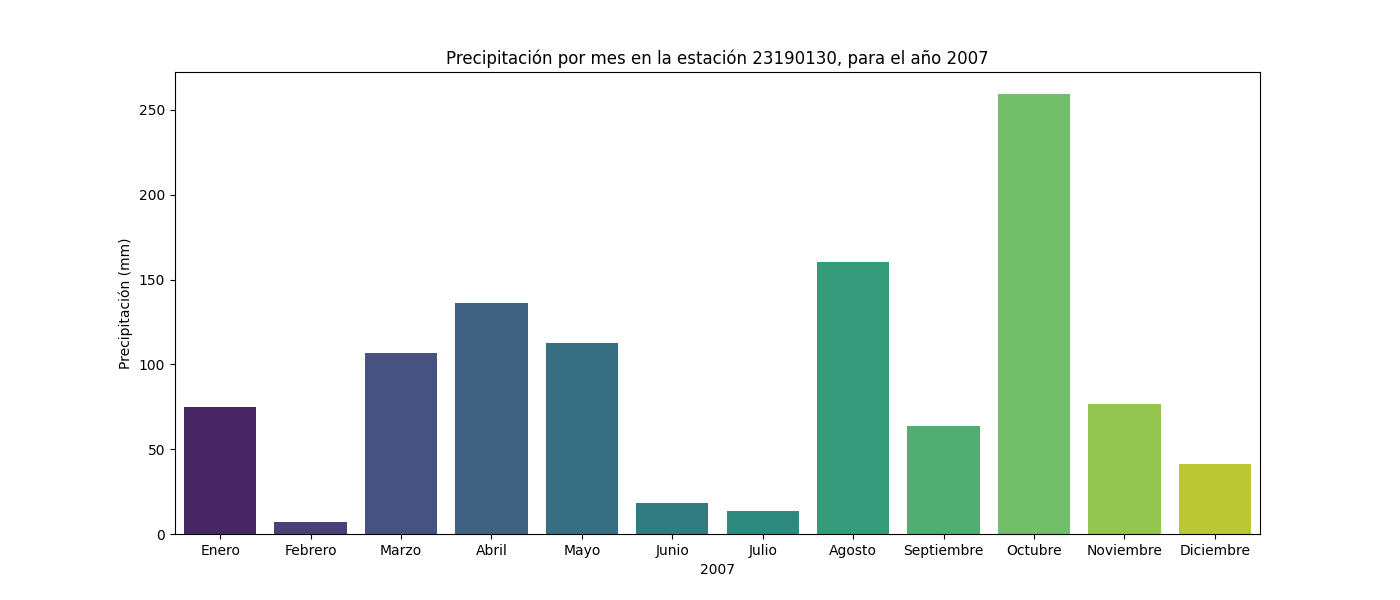 Precipitación por mes en la estación 23190130, para el año 2007
Precipitación (mm)
250
200
150
100
50
0
Enero Febrero Marzo Abril Mayo Junio Julio Agosto Septiembre Octubre Noviembre Diciembre
2007